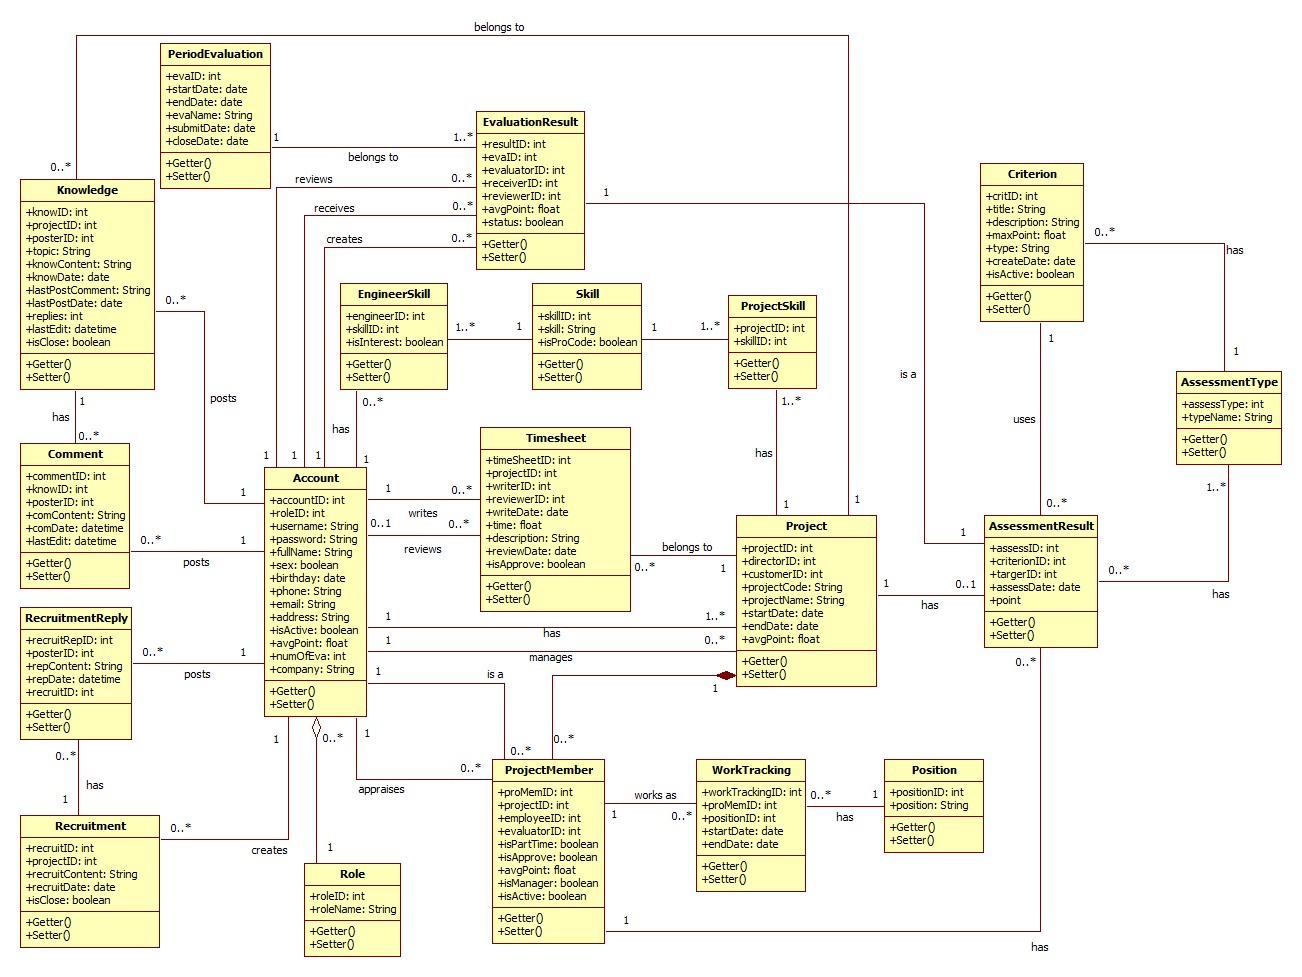 belongs to
PeriodEvaluation
+evaID: int
+startDate: date
+endDate: date
+evaName: String
+submitDate: date
+closeDate: date
+Getter()
+Setter()
1
1..*
belongs to
EvaluationResult
+resultID: int
+evaID: int
+evaluatorID: int
+receiverID: int
+reviewerID: int
+avgPoint: float
+status: boolean
+Getter()
+Setter()
reviews
0..*
receives
0..*
creates
0..*
1
0..*
Knowledge
+knowID: int
+projectID: int
+posterID: int
+topic: String
+knowContent: String
+knowDate: date
+lastPostComment: String
+lastPostDate: date
+replies: int
+lastEdit: datetime
+isClose: boolean
+Getter()
+Setter()
0..*
posts
1
Criterion
+critID: int
+title: String
+description: String
+maxPoint: float
+type: String
+createDate: date
+isActive: boolean
+Getter()
+Setter()
0..*
has
1
1
uses
0..*
EngineerSkill
+engineerID: int
+skillID: int
+isInterest: boolean
+Getter()
+Setter()
1..*
1
Skill
+skillID: int
+skill: String
+isProCode: boolean
+Getter()
+Setter()
1
1..*
ProjectSkill
+projectID: int
+skillID: int
+Getter()
+Setter()
1..*
has
1
1
is a
1
AssessmentType
+assessType: int
+typeName: String
+Getter()
+Setter()
1..*
0..*
has
1
has
0..*
0..*
has
1
1
1
1
Comment
+commentID: int
+knowID: int
+posterID: int
+comContent: String
+comDate: datetime
+lastEdit: datetime
+Getter()
+Setter()
0..*
1
posts
Timesheet
+timeSheetID: int
+projectID: int
+writerID: int
+reviewerID: int
+writeDate: date
+time: float
+description: String
+reviewDate: date
+isApprove: boolean
+Getter()
+Setter()
1
0..*
writes
0..1
0..*
reviews
belongs to
0..*
1
Account
+accountID: int
+roleID: int
+username: String
+password: String
+fullName: String
+sex: boolean
+birthday: date
+phone: String
+email: String
+address: String
+isActive: boolean
+avgPoint: float
+numOfEva: int
+company: String
+Getter()
+Setter()
Project
+projectID: int
+directorID: int
+customerID: int
+projectCode: String
+projectName: String
+startDate: date
+endDate: date
+avgPoint: float
+Getter()
+Setter()
1
0..1
has
AssessmentResult
+assessID: int
+criterionID: int
+targerID: int
+assessDate: date
+point
+Getter()
+Setter()
0..*
RecruitmentReply
+recruitRepID: int
+posterID: int
+repContent: String
+repDate: datetime
+recruitID: int
+Getter()
+Setter()
0..*
1
posts
1
1..*
has
1
0..*
manages
1
is a
0..*
1
0..*
0..*
has
1
1
0..*
creates
0..*
1
1
0..*
appraises
Recruitment
+recruitID: int
+projectID: int
+recruitContent: String
+recruitDate: date
+isClose: boolean
+Getter()
+Setter()
Role
+roleID: int
+roleName: String
+Getter()
+Setter()
ProjectMember
+proMemID: int
+projectID: int
+employeeID: int
+evaluatorID: int
+isPartTime: boolean
+isApprove: boolean
+avgPoint: float
+isManager: boolean
+isActive: boolean
+Getter()
+Setter()
works as
1
0..*
WorkTracking
+workTrackingID: int
+proMemID: int
+positionID: int
+startDate: date
+endDate: date
+Getter()
+Setter()
0..*
1
has
Position
+positionID: int
+position: String
+Getter()
+Setter()
1
has